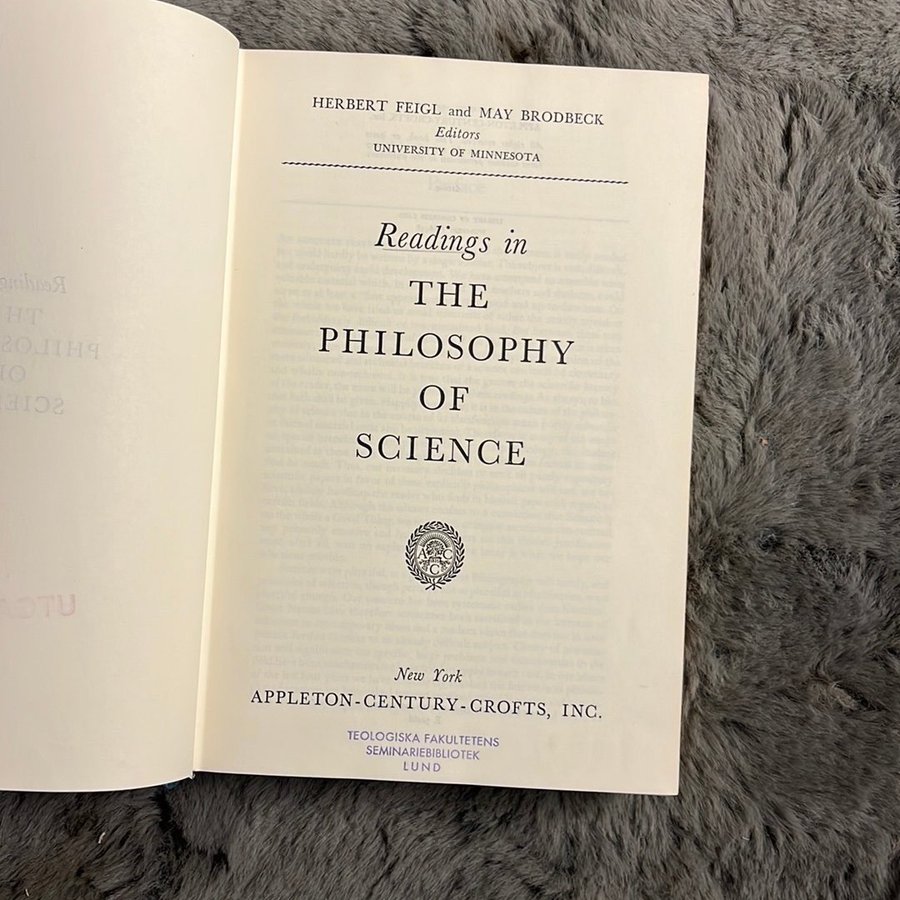 HERBERT FEIGL and MAY BRODBECK
Editors
UNIVERSITY OF MINNESOTA
Readings in
THE
PHILOSOPHY
OF
SCIENCE
A C C
New York
APPLETON-CENTURY-CROFTS, INC.
TEOLOGISKA FAKULTETENS
SEMINARIEBIBLIOTEK
LUND